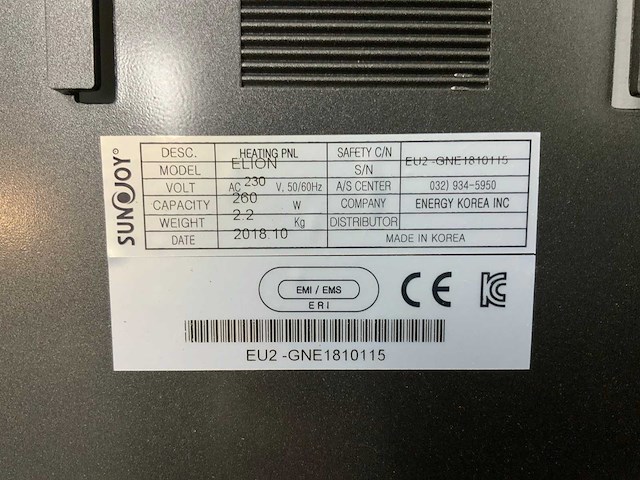 SUNJOY®
DESC. HEATING PNL SAFETY C/N
MODEL ELION S/N EU2 -GNE1810115
VOLT AC 230 V, 50/60Hz A/S CENTER 032) 934-5950
CAPACITY 260 W COMPANY ENERGY KOREA INC
WEIGHT 2.2 Kg DISTRIBUTOR
DATE 2018.10 MADE IN KOREA
EMI / EMS
ERI
CE
KC
EU2 -GNE1810115